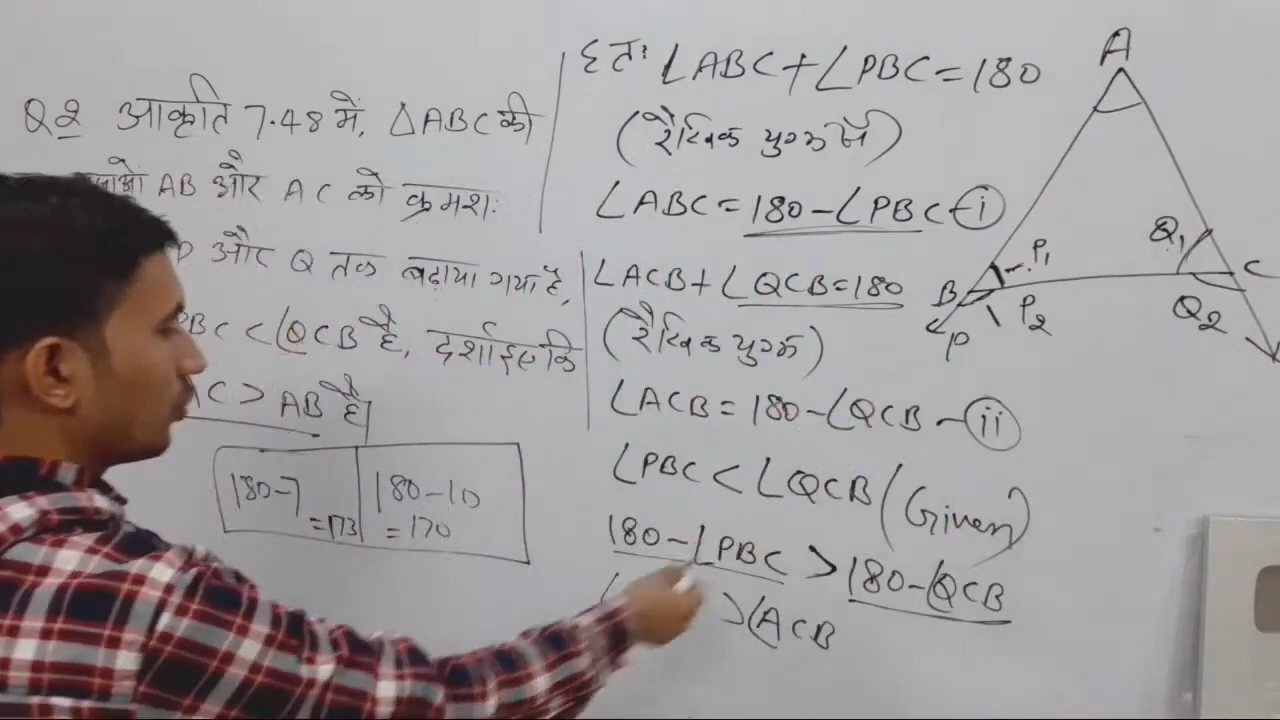 Q2 आकृति 7.48 में, △ABC की
AB और AC को क्रमशः
P और Q तक बढ़ाया गया है,
PBC < ∠QCB है, दर्शाइए कि
AC > AB है|
180-7
=173
180-10
=170
हल:
∠ABC+∠PBC=180
(रैखिक युग्म से)
∠ABC=180-∠PBC-(i)
∠ACB+∠QCB=180
(रैखिक युग्म)
∠ACB=180-∠QCB-(ii)
∠PBC<∠QCB (Given)
180-∠PBC>180-∠QCB
>∠ACB
A
P1
Q1
B
C
P
P2
Q2